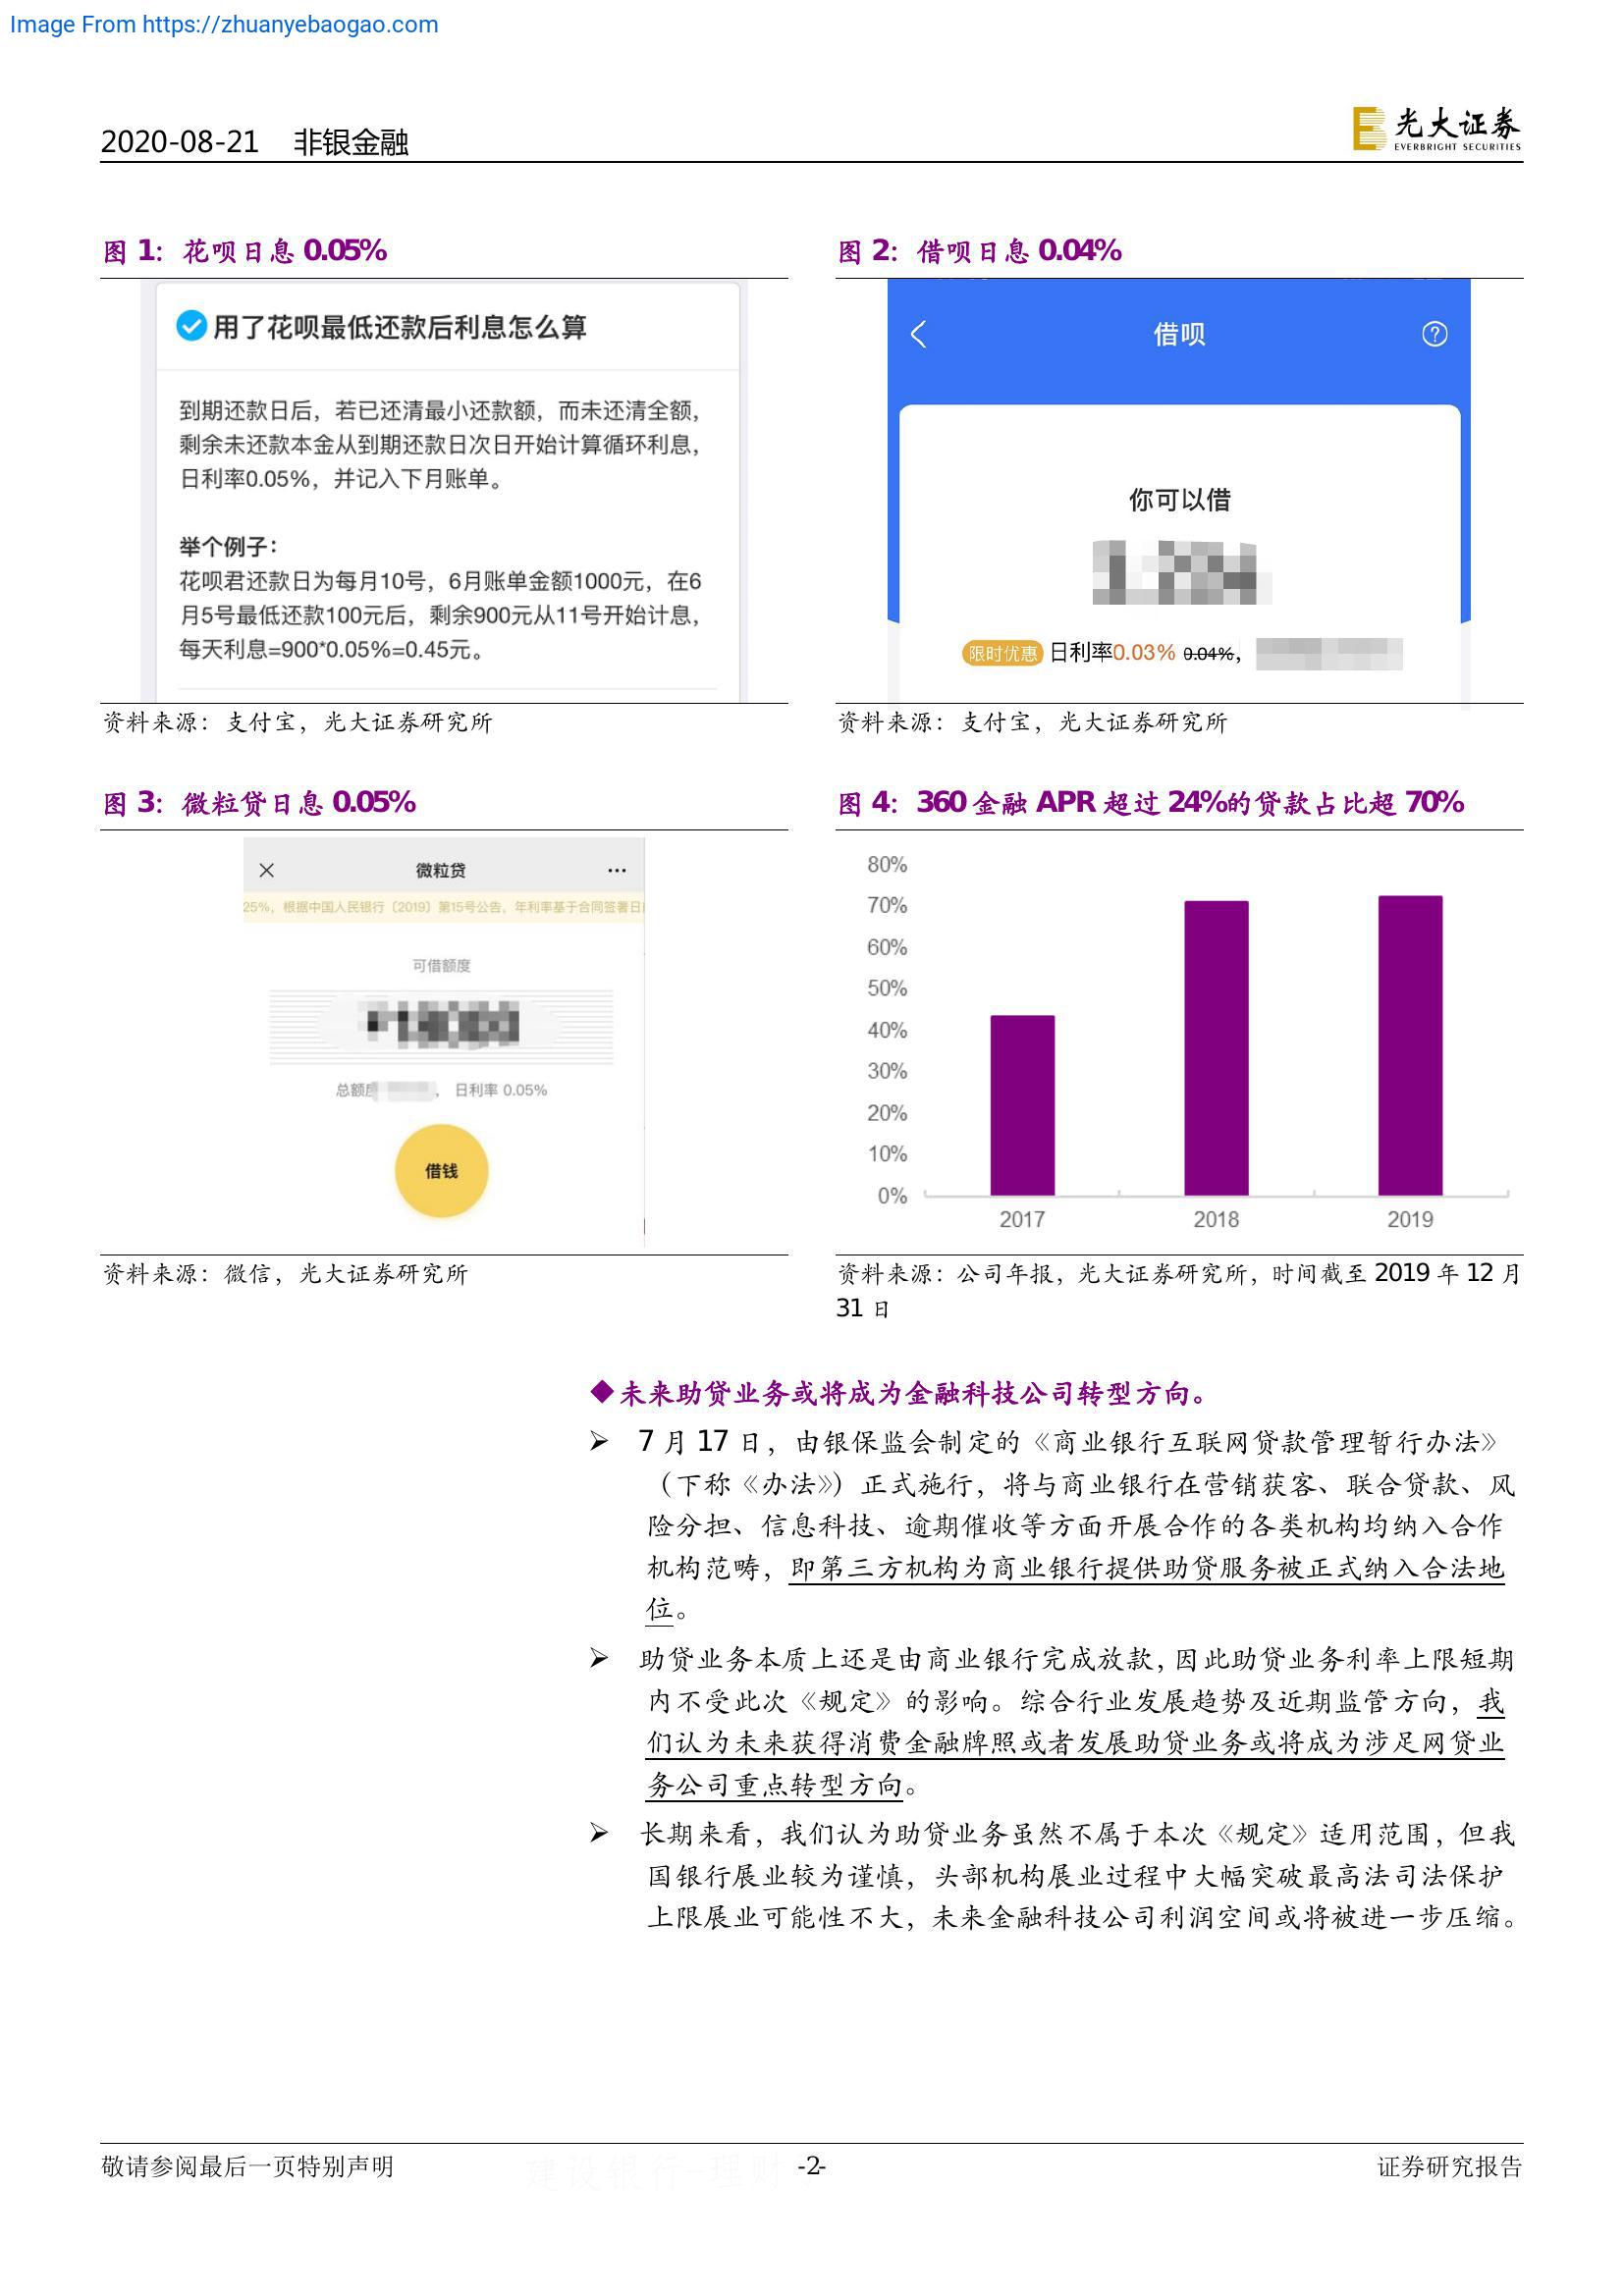 Image From https://zhuanyebaogao.com
2020-08-21 非银金融
光大证券
EVERBRIGHT SECURITIES
图 1：花呗日息 0.05%
用了花呗最低还款后利息怎么算
到期还款日后，若已还清最小还款额，而未还清全额，
剩余未还款本金从到期还款日次日开始计算循环利息，
日利率0.05%，并记入下月账单。
举个例子：
花呗君还款日为每月10号，6月账单金额1000元，在6
月5号最低还款100元后，剩余900元从11号开始计息，
每天利息=900*0.05%=0.45元。
资料来源：支付宝，光大证券研究所
图 2：借呗日息 0.04%
借呗
你可以借
限时优惠 日利率0.03% 0.04%，
资料来源：支付宝，光大证券研究所
图 3：微粒贷日息 0.05%
微粒贷
25%，根据中国人民银行〔2019〕第15号公告，年利率基于合同签署日
可借额度
总额度 ， 日利率 0.05%
借钱
资料来源：微信，光大证券研究所
图 4：360 金融 APR 超过 24%的贷款占比超 70%
80%
70%
60%
50%
40%
30%
20%
10%
0%
2017 2018 2019
资料来源：公司年报，光大证券研究所，时间截至 2019 年 12 月
31 日
◆未来助贷业务或将成为金融科技公司转型方向。
➢ 7 月 17 日，由银保监会制定的《商业银行互联网贷款管理暂行办法》
（下称《办法》）正式施行，将与商业银行在营销获客、联合贷款、风
险分担、信息科技、逾期催收等方面开展合作的各类机构均纳入合作
机构范畴，即第三方机构为商业银行提供助贷服务被正式纳入合法地
位。
➢ 助贷业务本质上还是由商业银行完成放款，因此助贷业务利率上限短期
内不受此次《规定》的影响。综合行业发展趋势及近期监管方向，我
们认为未来获得消费金融牌照或者发展助贷业务或将成为涉足网贷业
务公司重点转型方向。
➢ 长期来看，我们认为助贷业务虽然不属于本次《规定》适用范围，但我
国银行展业较为谨慎，头部机构展业过程中大幅突破最高法司法保护
上限展业可能性不大，未来金融科技公司利润空间或将被进一步压缩。
敬请参阅最后一页特别声明
建设银行-理财
-2-
证券研究报告